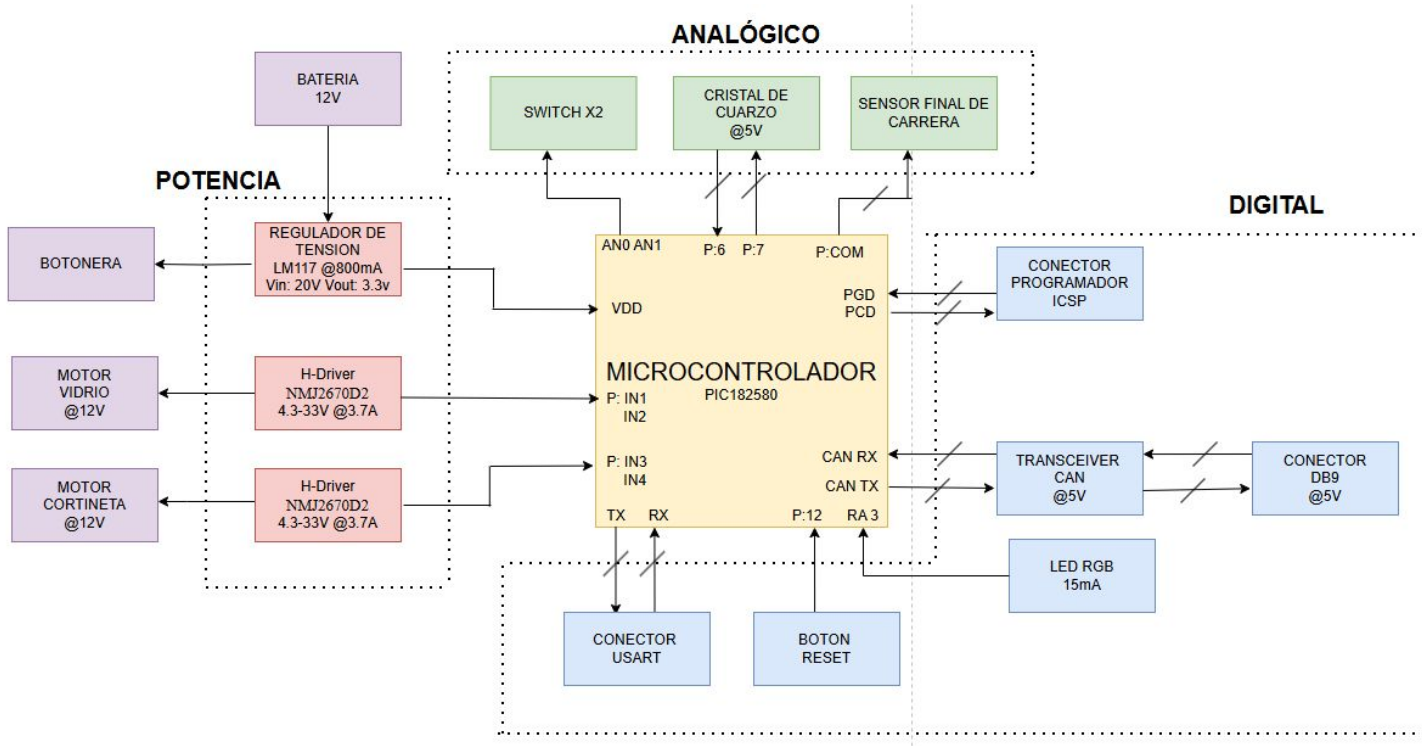 ANALÓGICO
BATERIA
12V
SWITCH X2
CRISTAL DE
CUARZO
@5V
SENSOR FINAL DE
CARRERA
POTENCIA
DIGITAL
BOTONERA
REGULADOR DE
TENSION
LM117 @800mA
Vin: 20V Vout: 3.3v
MOTOR
VIDRIO
@12V
H-Driver
NMJ2670D2
4.3-33V @3.7A
MOTOR
CORTINETA
@12V
H-Driver
NMJ2670D2
4.3-33V @3.7A
AN0 AN1
P:6
P:7
P:COM
VDD
PGD
PCD
MICROCONTROLADOR
PIC182580
P: IN1
IN2
P: IN3
IN4
CAN RX
CAN TX
TX
RX
P:12
RA 3
CONECTOR
PROGRAMADOR
ICSP
TRANSCEIVER
CAN
@5V
CONECTOR
DB9
@5V
LED RGB
15mA
CONECTOR
USART
BOTON
RESET